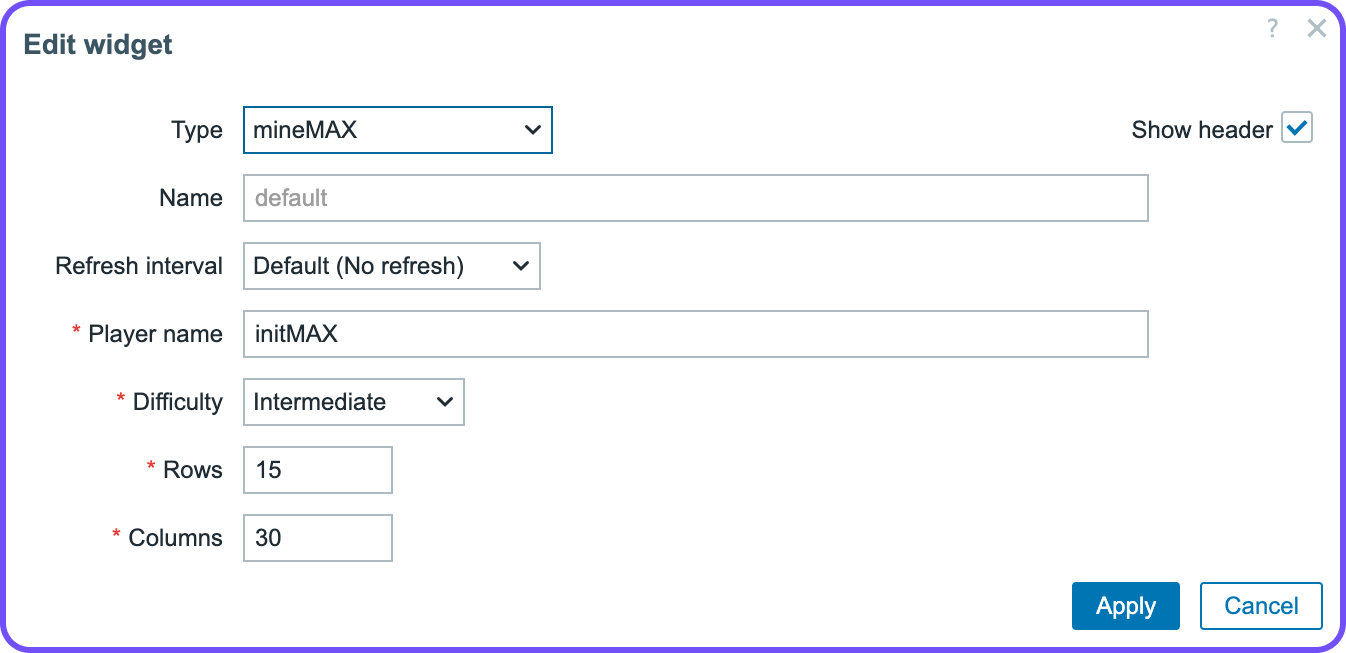 Edit widget
?
Type mineMAX Show header
Name default
Refresh interval Default (No refresh)
* Player name initMAX
* Difficulty Intermediate
* Rows 15
* Columns 30
Apply Cancel